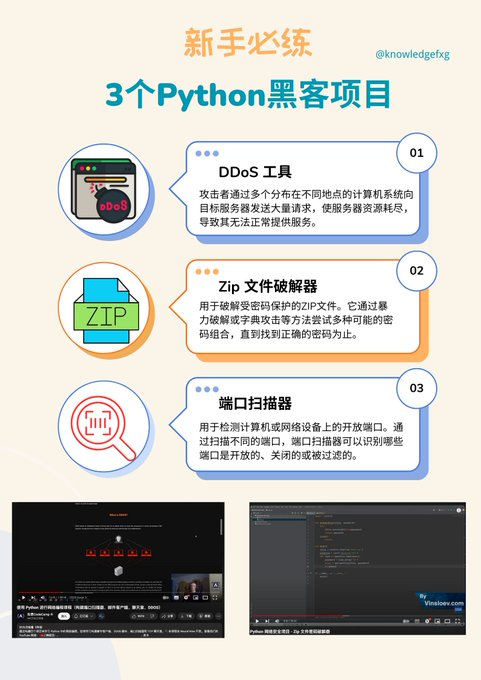 新手必练
@knowledgefxg
3个Python黑客项目
01
DDoS
DDoS 工具
攻击者通过多个分布在不同地点的计算机系统向
目标服务器发送大量请求，使服务器资源耗尽，
导致其无法正常提供服务。
02
ZIP
Zip 文件破解器
用于破解受密码保护的ZIP文件。它通过暴
力破解或字典攻击等方法尝试多种可能的密
码组合，直到找到正确的密码为止。
03
端口扫描器
用于检测计算机或网络设备上的开放端口。通
过扫描不同的端口，端口扫描器可以识别哪些
端口是开放的、关闭的或被过滤的。
What is DDOS?
使用 Python 进行网络编程课程（构建端口扫描器、邮件客户端、聊天室、DDOS）
By
Vinsloev.com
Python 网络安全项目 - Zip 文件密码破解器